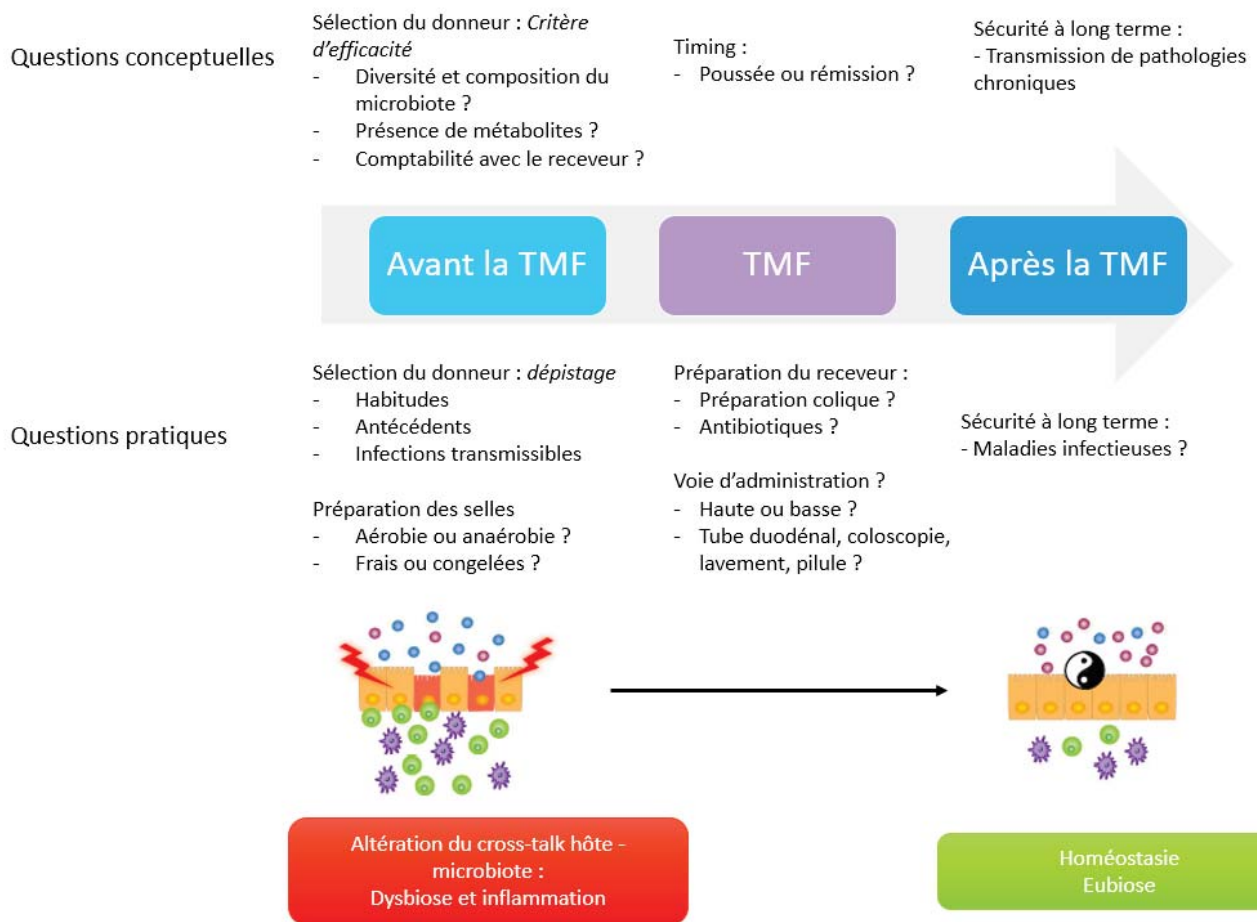 Questions conceptuelles
Sélection du donneur : Critère
d'efficacité
- Diversité et composition du
microbiote ?
- Présence de métabolites ?
- Comptabilité avec le receveur ?
Timing :
- Poussée ou rémission ?
Sécurité à long terme :
- Transmission de pathologies
chroniques
Avant la TMF
TMF
Après la TMF
Questions pratiques
Sélection du donneur : dépistage
- Habitudes
- Antécédents
- Infections transmissibles
Préparation des selles
- Aérobie ou anaérobie ?
- Frais ou congelées ?
Préparation du receveur :
- Préparation colique ?
- Antibiotiques ?
Voie d'administration ?
- Haute ou basse ?
- Tube duodénal, coloscopie,
lavement, pilule ?
Sécurité à long terme :
- Maladies infectieuses ?
Altération du cross-talk hôte -
microbiote :
Dysbiose et inflammation
Homéostasie
Eubiose